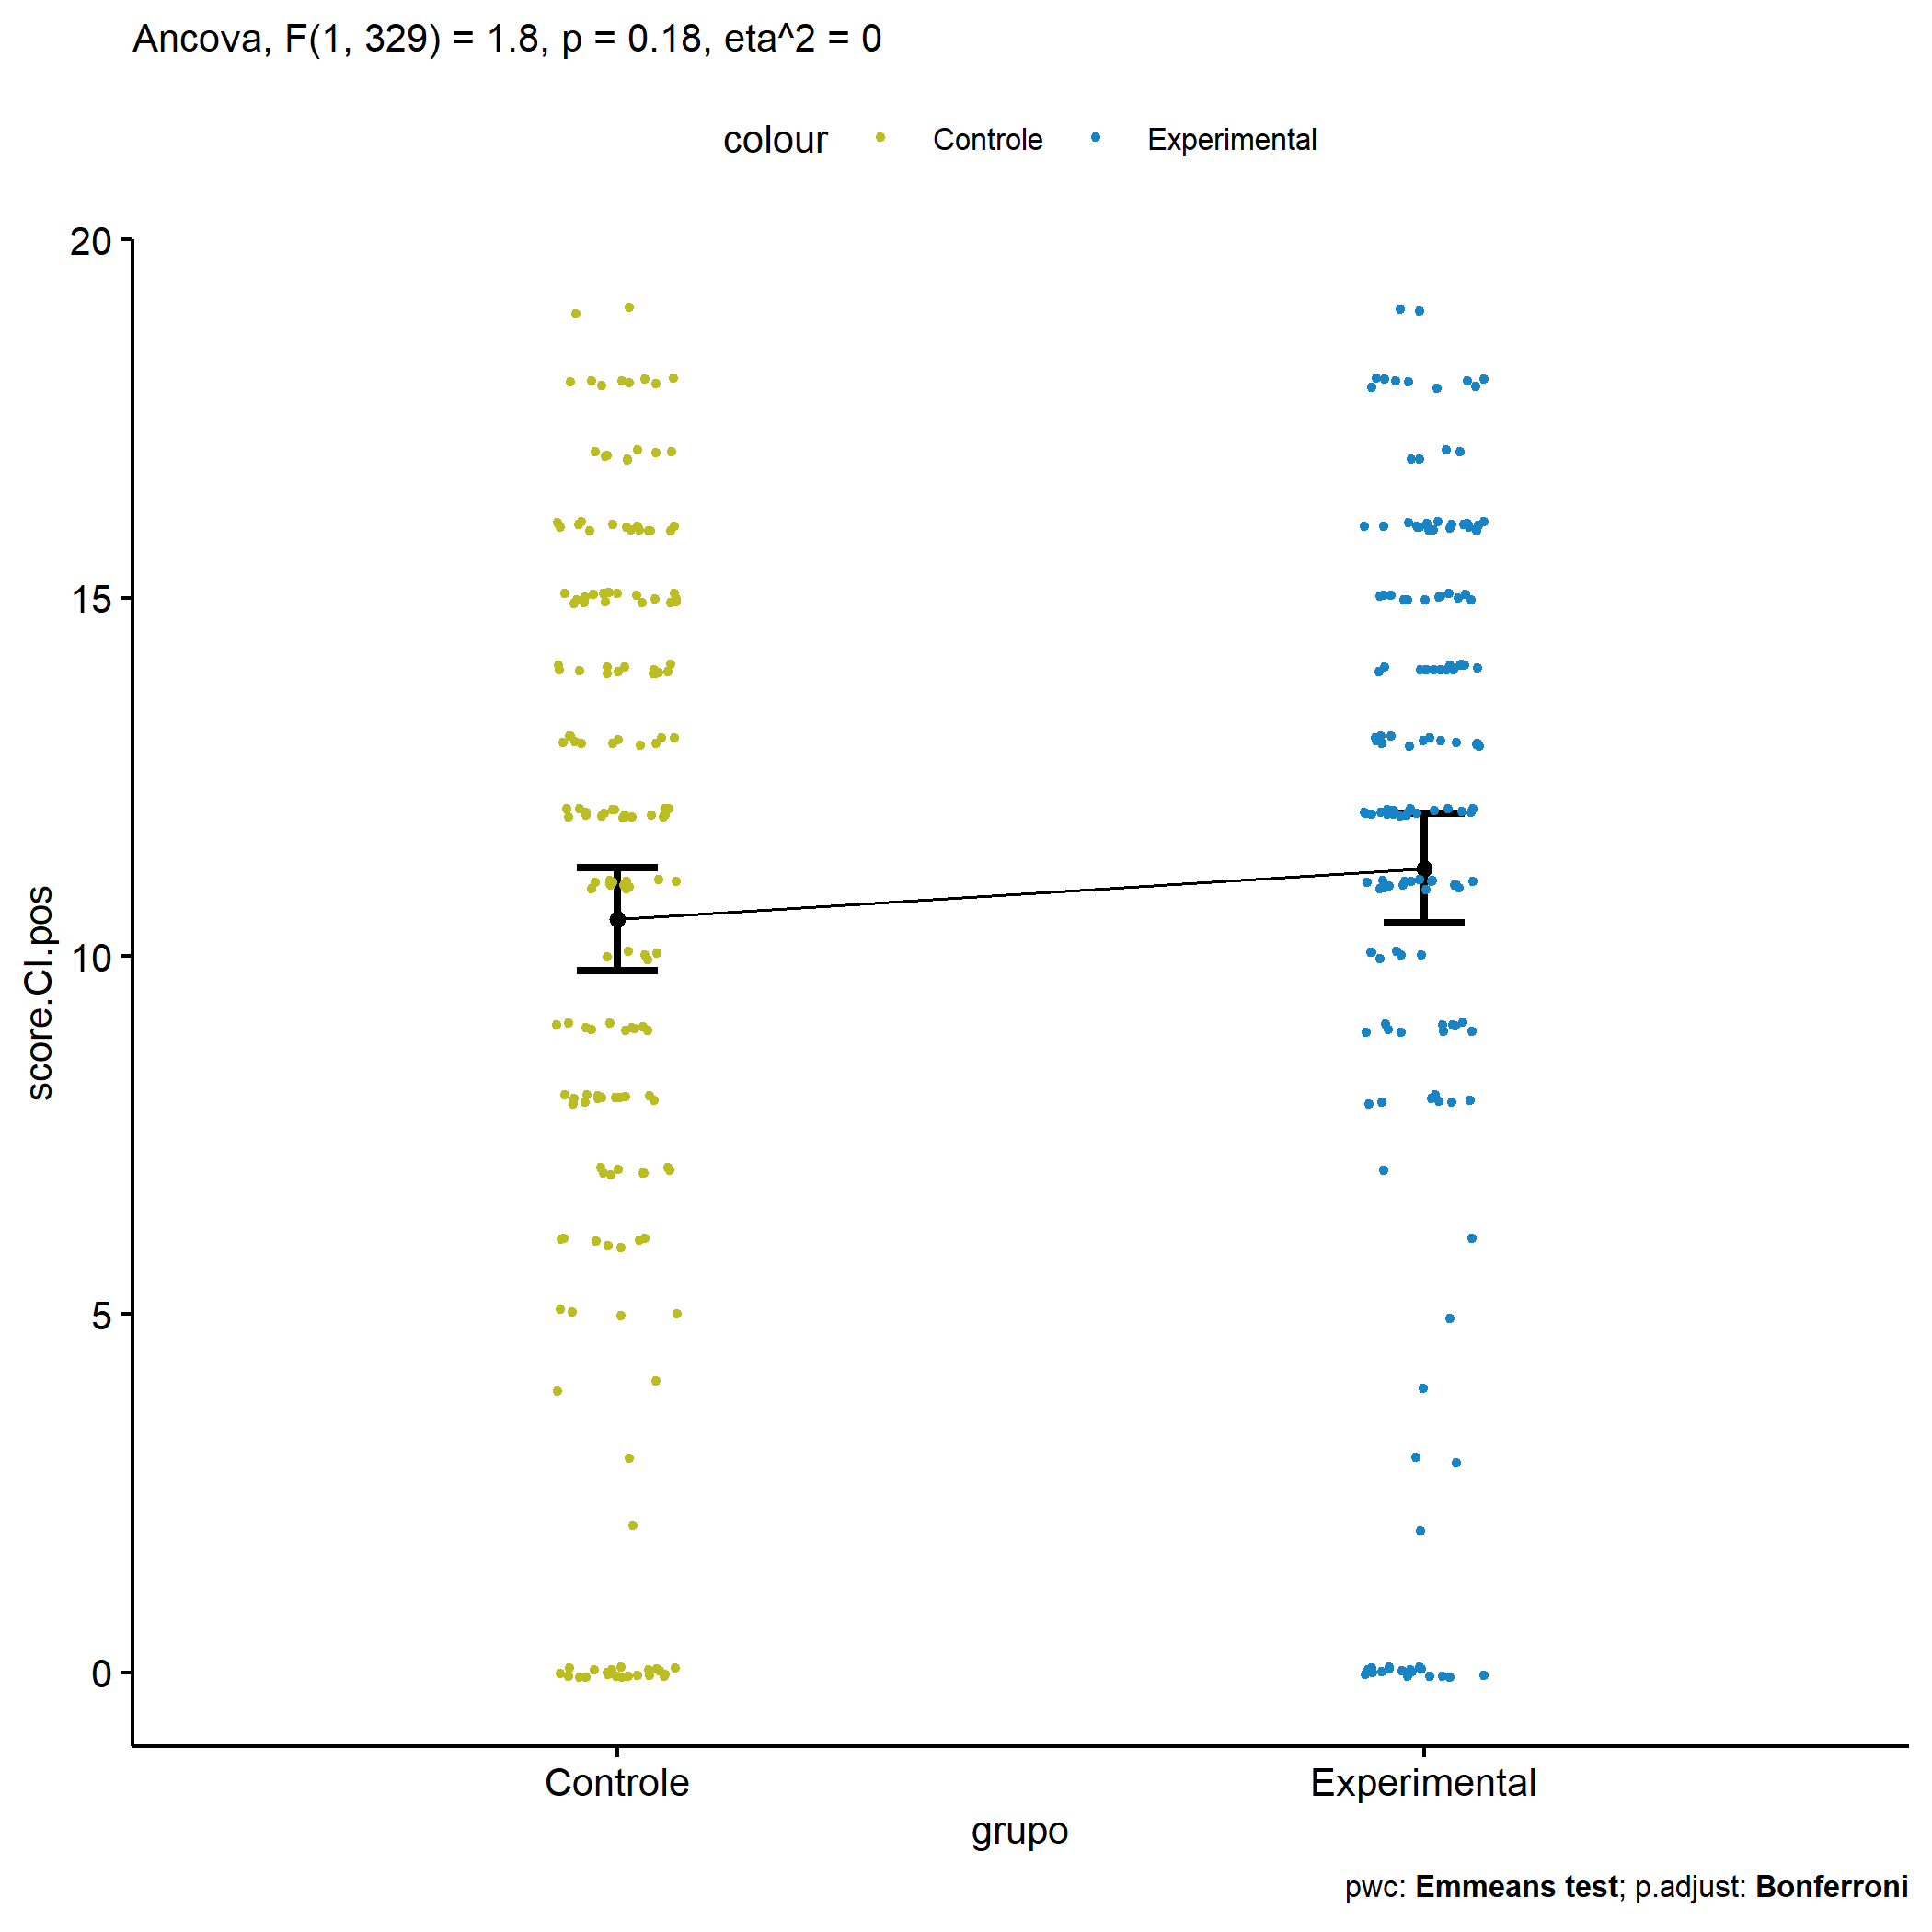 Ancova, F(1, 329) = 1.8, p = 0.18, eta^2 = 0
colour Controle Experimental
20
15
10
5
0
score.CI.pos
Controle Experimental
grupo
pwc: Emmeans test; p.adjust: Bonferroni